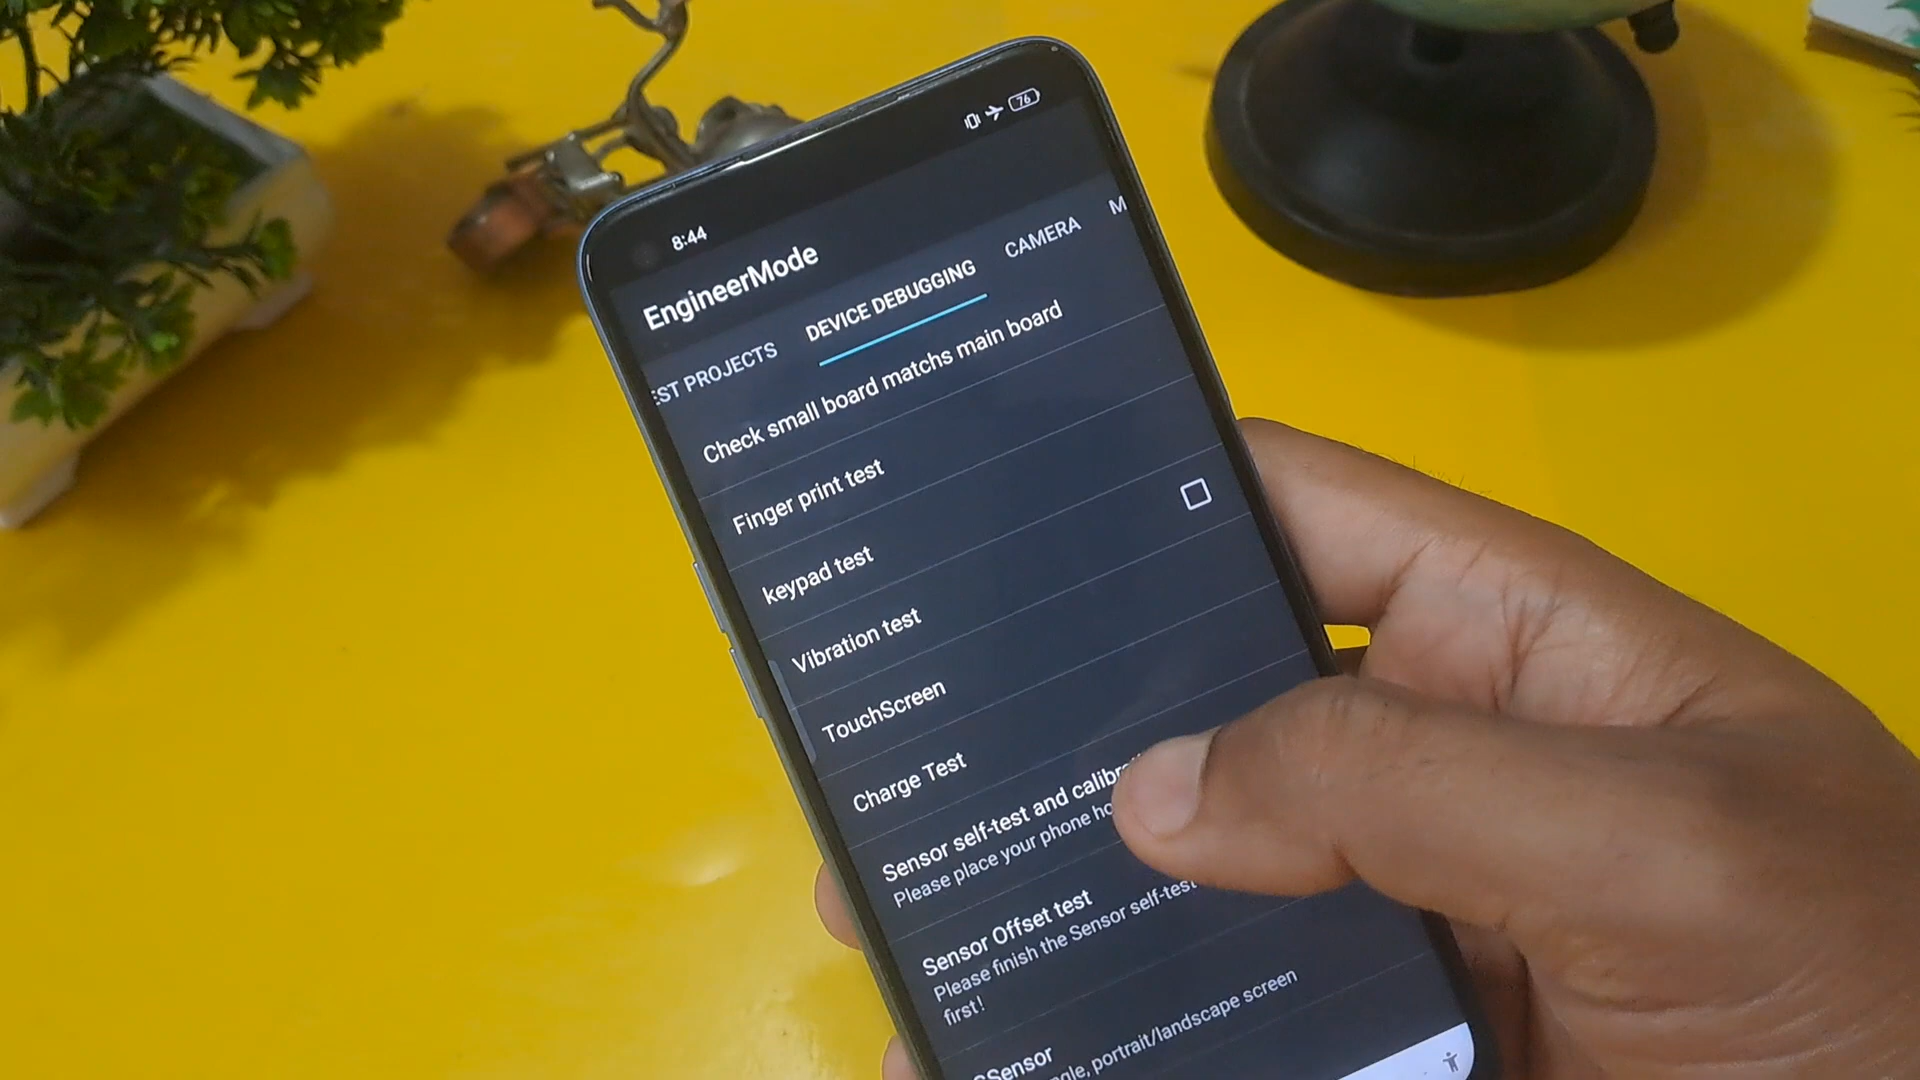 8:44
76
EngineerMode
EST PROJECTS
DEVICE DEBUGGING
CAMERA
M
Check small board matchs main board
Finger print test
keypad test
Vibration test
TouchScreen
Charge Test
Sensor self-test and calibra
Please place your phone ho
Sensor Offset test
Please finish the Sensor self-test
first!
Sensor
ngle, portrait/landscape screen